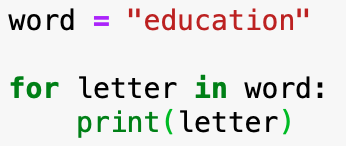 word = "education"
for letter in word:
    print(letter)